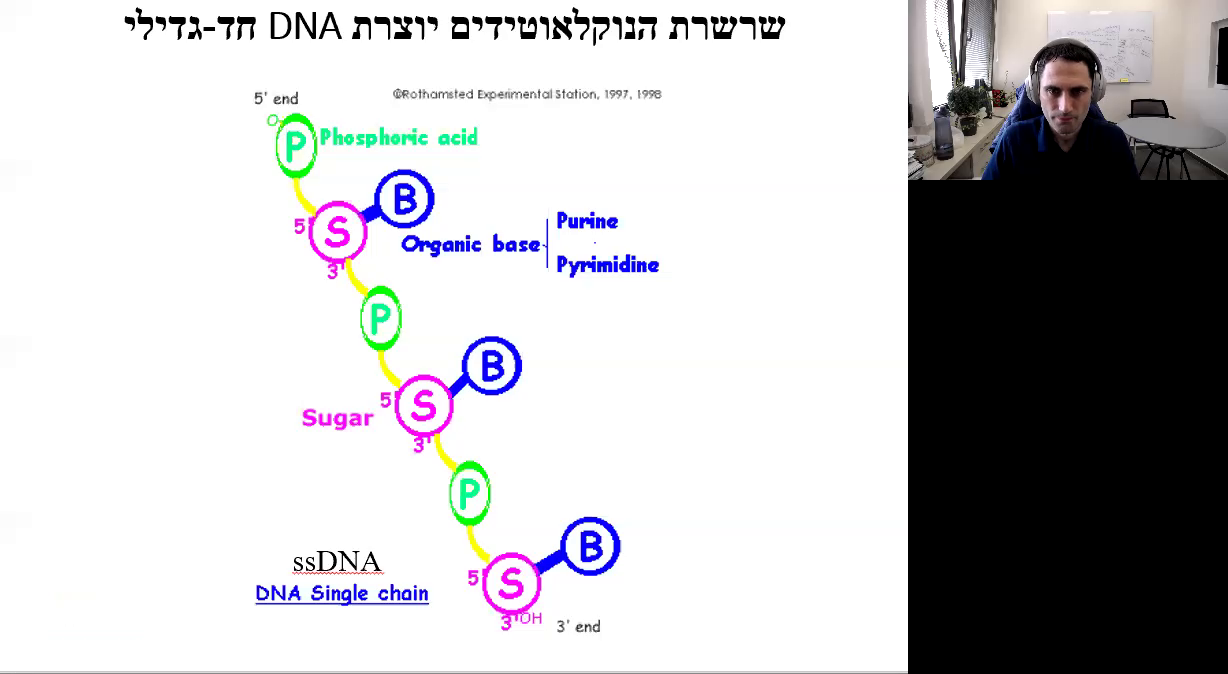 שרשרת הנוקלאוטידים יוצרת DNA חד-גדילי
©Rothamsted Experimental Station, 1997, 1998
5' end
O
P
Phosphoric acid
B
5'
S
3'
Organic base
Purine
Pyrimidine
P
B
5'
S
3'
Sugar
P
B
5'
S
3'
OH
3' end
ssDNA
DNA Single chain